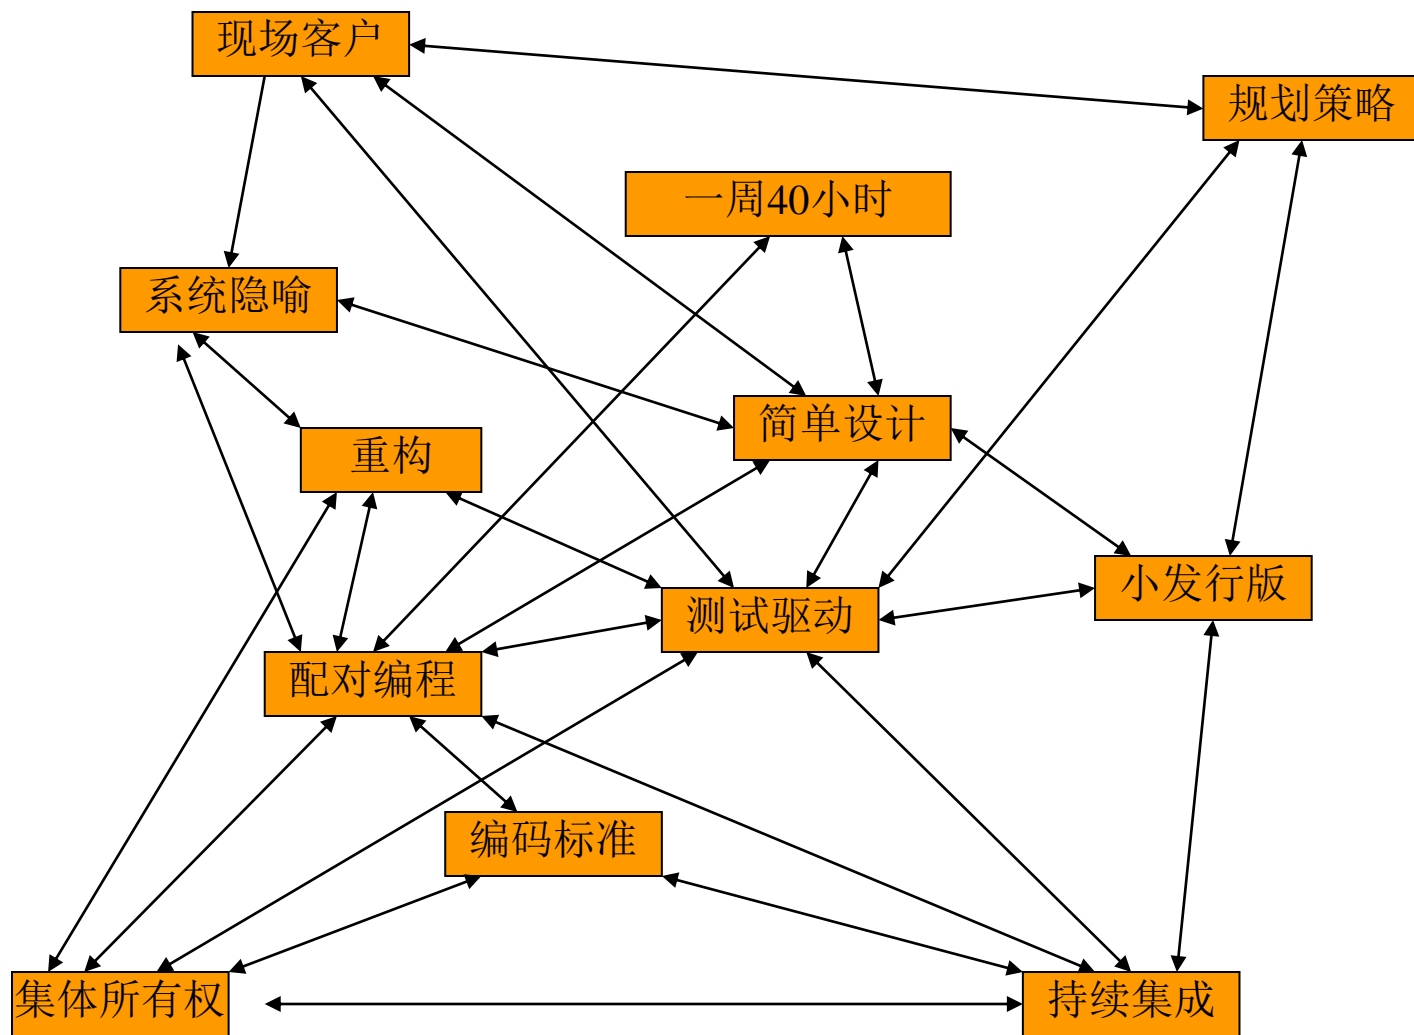 现场客户
规划策略
一周40小时
系统隐喻
简单设计
重构
小发行版
测试驱动
配对编程
编码标准
集体所有权
持续集成